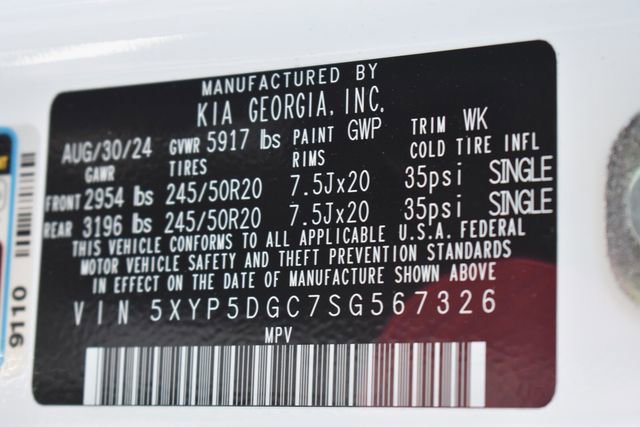 MANUFACTURED BY
KIA GEORGIA, INC.
AUG/30/24 GVWR 5917 lbs PAINT GWP TRIM WK
GAWR TIRES RIMS COLD TIRE INFL
FRONT 2954 lbs 245/50R20 7.5Jx20 35psi SINGLE
REAR 3196 lbs 245/50R20 7.5Jx20 35psi SINGLE
THIS VEHICLE CONFORMS TO ALL APPLICABLE U.S.A. FEDERAL
MOTOR VEHICLE SAFETY AND THEFT PREVENTION STANDARDS
IN EFFECT ON THE DATE OF MANUFACTURE SHOWN ABOVE
VIN 5XYP5DGC7SG567326
MPV
9110